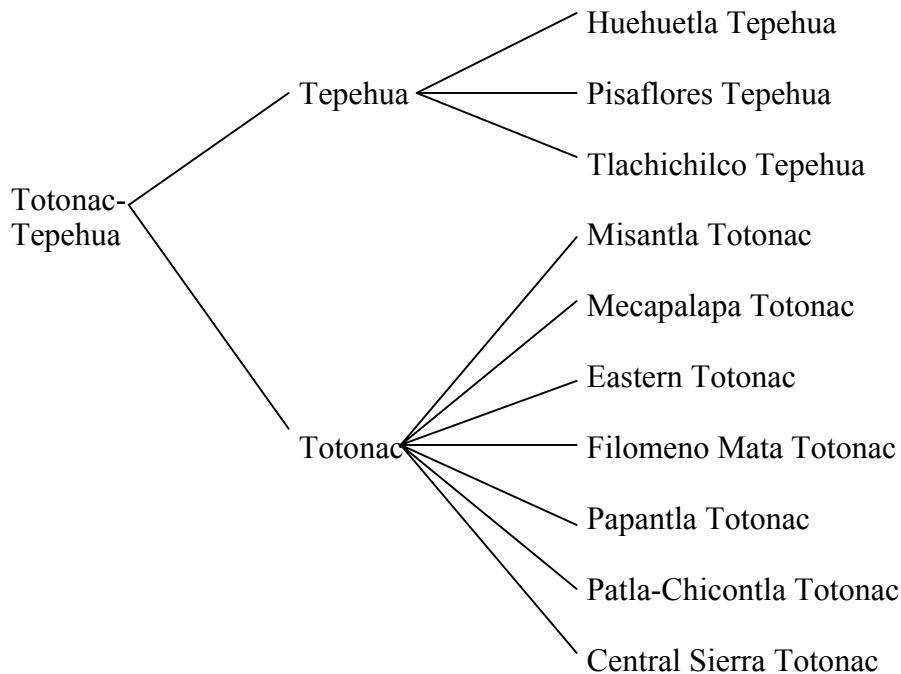 Huehuetla Tepehua
Tepehua
Pisaflores Tepehua
Tlachichilco Tepehua
Totonac-
Tepehua
Misantla Totonac
Mecapalapa Totonac
Eastern Totonac
Totonac
Filomeno Mata Totonac
Papantla Totonac
Patla-Chicontla Totonac
Central Sierra Totonac